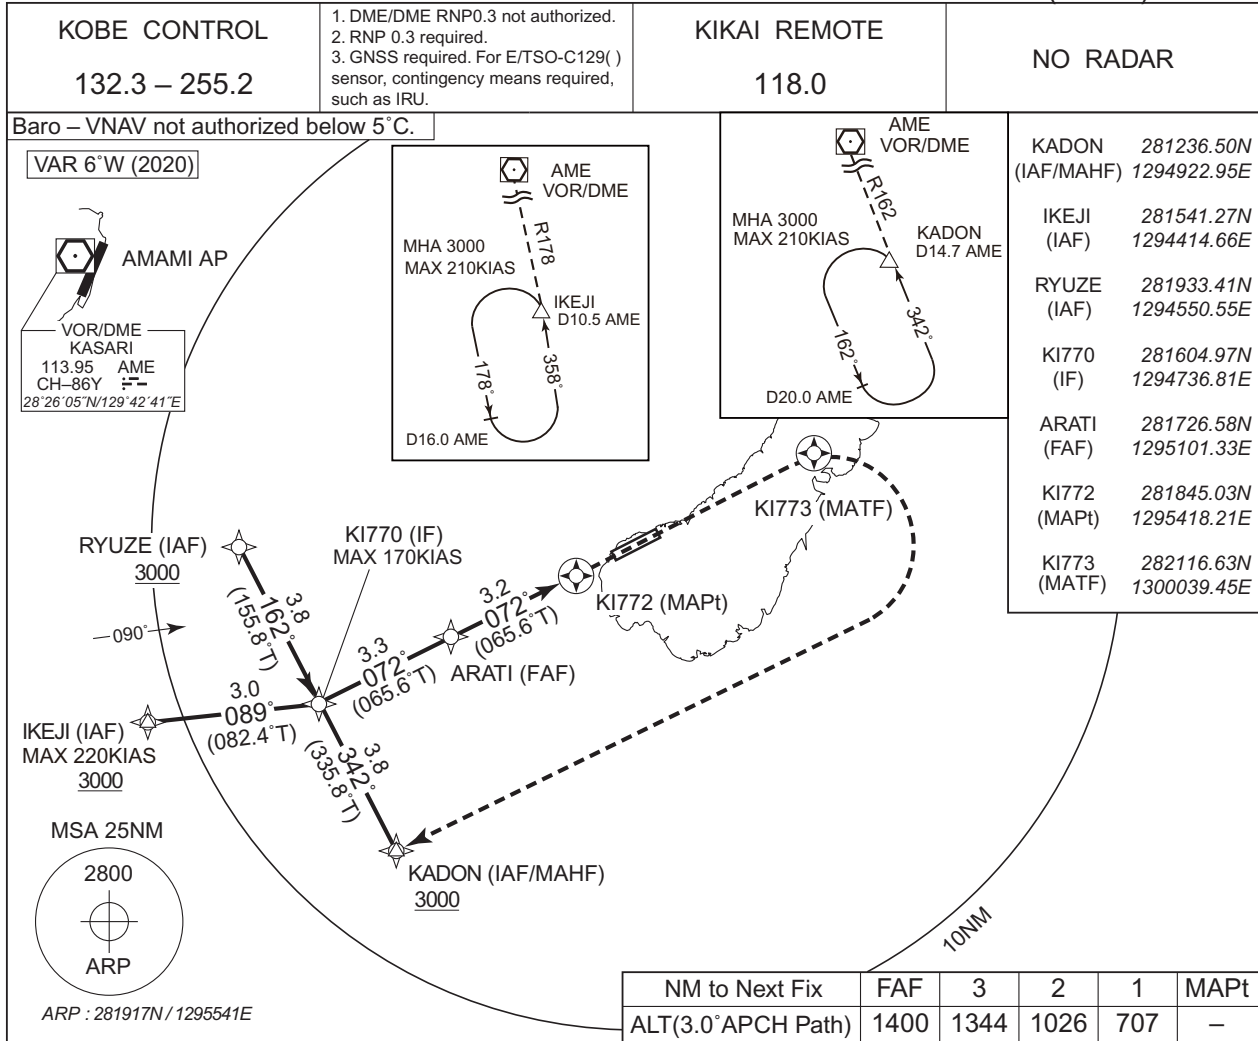 KOBE CONTROL
132.3 – 255.2
1. DME/DME RNP0.3 not authorized.
2. RNP 0.3 required.
3. GNSS required. For E/TSO-C129( )
sensor, contingency means required,
such as IRU.
KIKAI REMOTE
118.0
NO RADAR
Baro – VNAV not authorized below 5°C.
VAR 6°W (2020)
AMAMI AP
VOR/DME
KASARI
113.95 AME
CH–86Y
28°26´05˝N/129°42´41˝E
AME
VOR/DME
R178
MHA 3000
MAX 210KIAS
IKEJI
D10.5 AME
178°
358°
D16.0 AME
AME
VOR/DME
R162
MHA 3000
MAX 210KIAS
KADON
D14.7 AME
162°
342°
D20.0 AME
KADON 281236.50N
(IAF/MAHF) 1294922.95E
IKEJI 281541.27N
(IAF) 1294414.66E
RYUZE 281933.41N
(IAF) 1294550.55E
KI770 281604.97N
(IF) 1294736.81E
ARATI 281726.58N
(FAF) 1295101.33E
KI772 281845.03N
(MAPt) 1295418.21E
KI773 282116.63N
(MATF) 1300039.45E
KI773 (MATF)
RYUZE (IAF)
3000
KI770 (IF)
MAX 170KIAS
3.8
162°
(155.8°T)
090°
3.2
072°
(065.6°T)
KI772 (MAPt)
3.3
072°
(065.6°T)
ARATI (FAF)
3.0
089°
(082.4°T)
IKEJI (IAF)
MAX 220KIAS
3000
3.8
342°
(335.8°T)
KADON (IAF/MAHF)
3000
MSA 25NM
2800
ARP
ARP : 281917N / 1295541E
10NM
NM to Next Fix FAF 3 2 1 MAPt
ALT(3.0°APCH Path) 1400 1344 1026 707 –